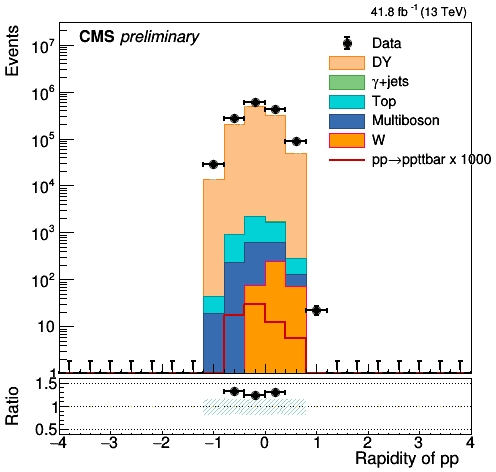 41.8 fb⁻¹ (13 TeV)
CMS preliminary
Events
10⁷
10⁶
10⁵
10⁴
10³
10²
10
1
Data
DY
γ+jets
Top
Multiboson
W
pp→ppttbar x 1000
Ratio
1.5
1
0.5
−4 −3 −2 −1 0 1 2 3 4
Rapidity of pp